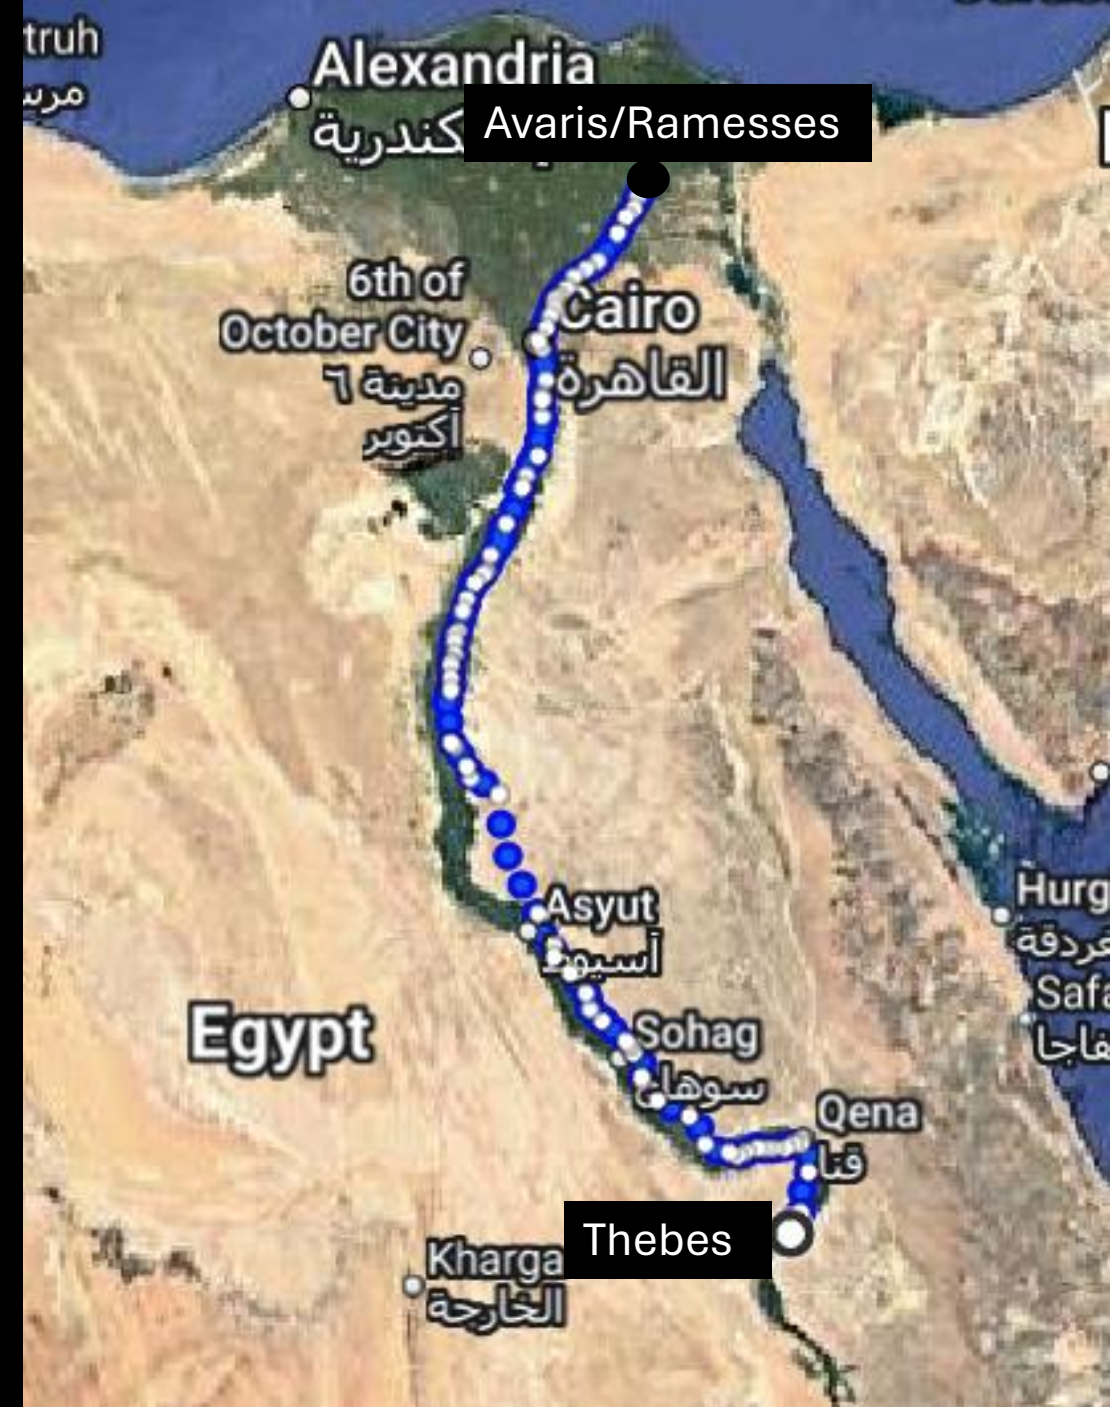 truh
Alexandria
Avaris/Ramesses
6th of
October City
مدينة ٦
أكتوبر
Cairo
القاهرة
Asyut
أسيوط
Egypt
Sohag
سوهاج
Qena
قنا
Hurg
Safa
Thebes
Kharga
الخارجة